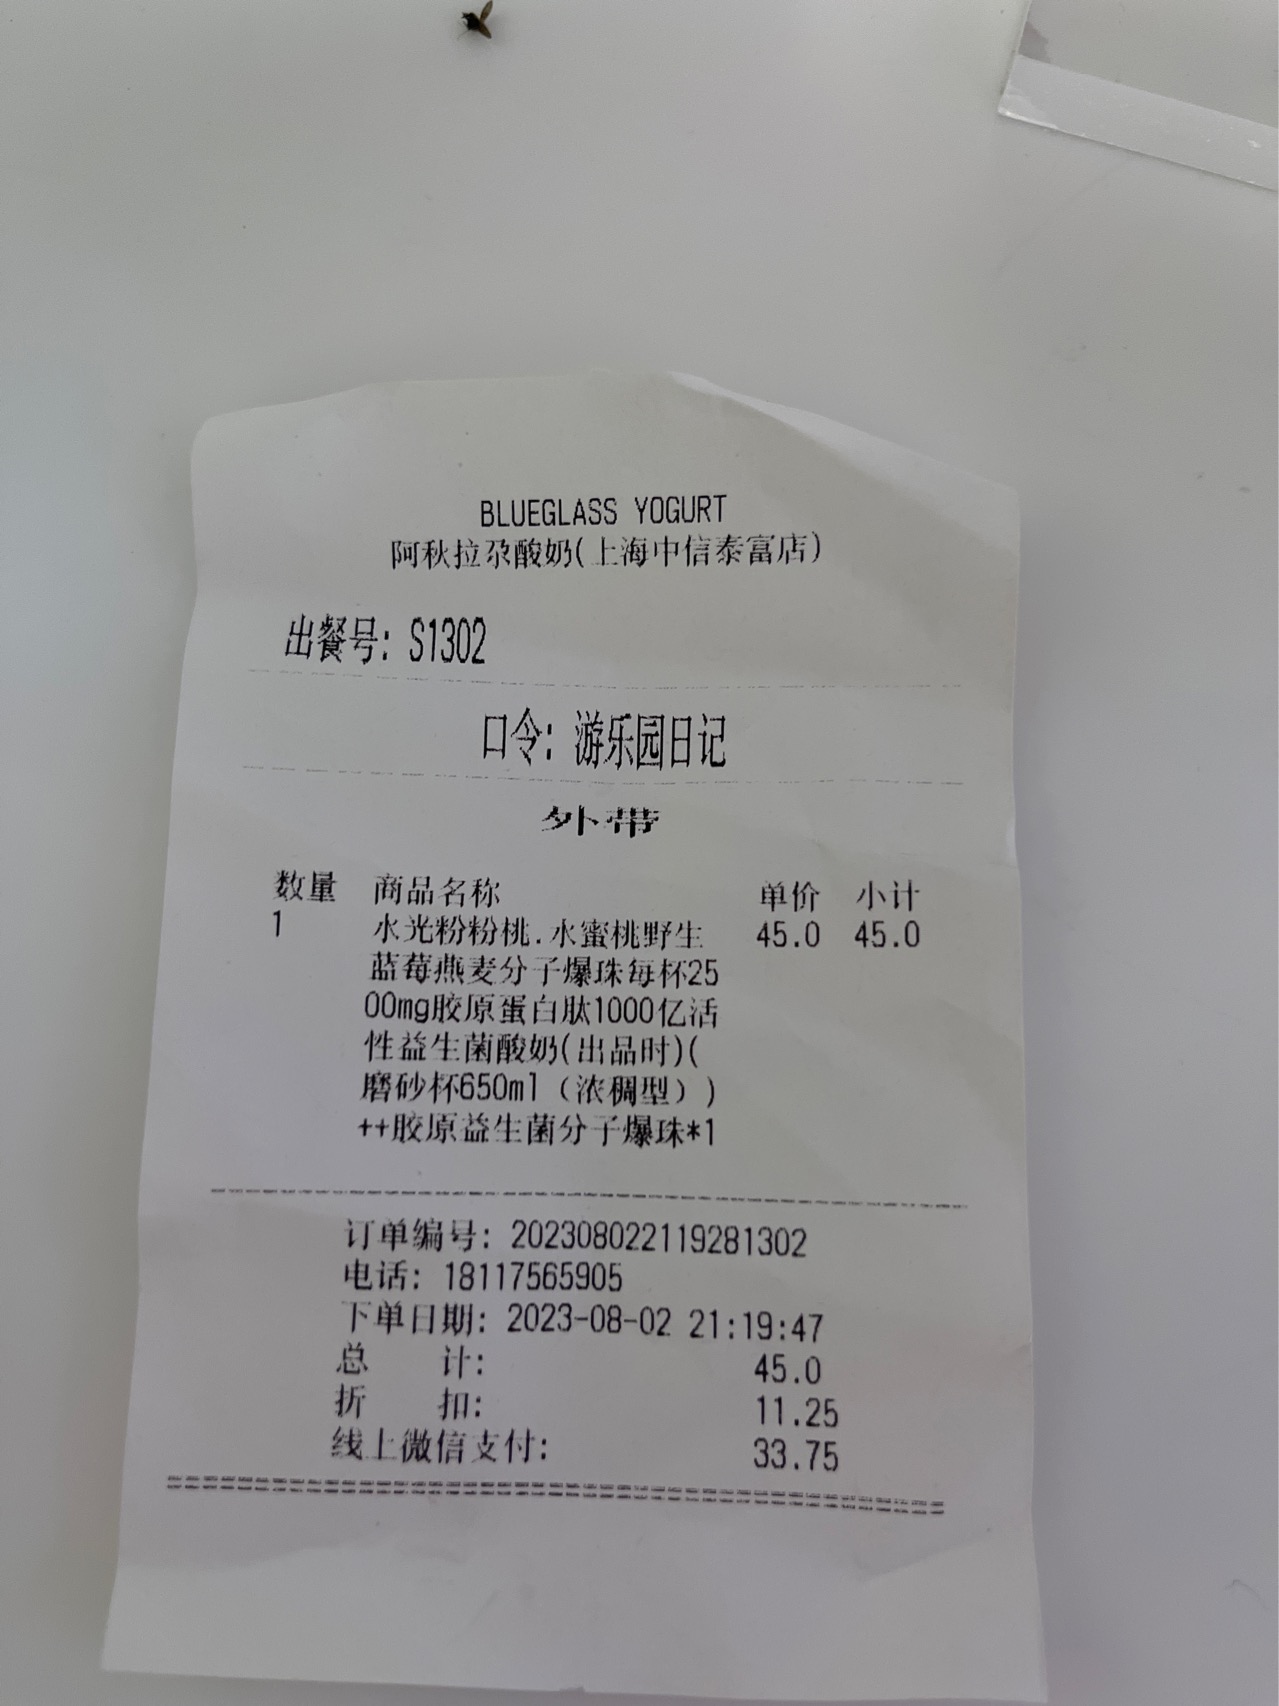 BLUEGLASS YOGURT
阿秋拉尕酸奶(上海中信泰富店)
出餐号: S1302
口令: 游乐园日记
外带
数量 商品名称 单价 小计
1 水光粉粉桃.水蜜桃野生 45.0 45.0
蓝莓燕麦分子爆珠每杯25
00mg胶原蛋白肽1000亿活
性益生菌酸奶(出品时)(
磨砂杯650ml（浓稠型）)
++胶原益生菌分子爆珠*1
订单编号: 202308022119281302
电话: 18117565905
下单日期: 2023-08-02 21:19:47
总 计: 45.0
折 扣: 11.25
线上微信支付: 33.75